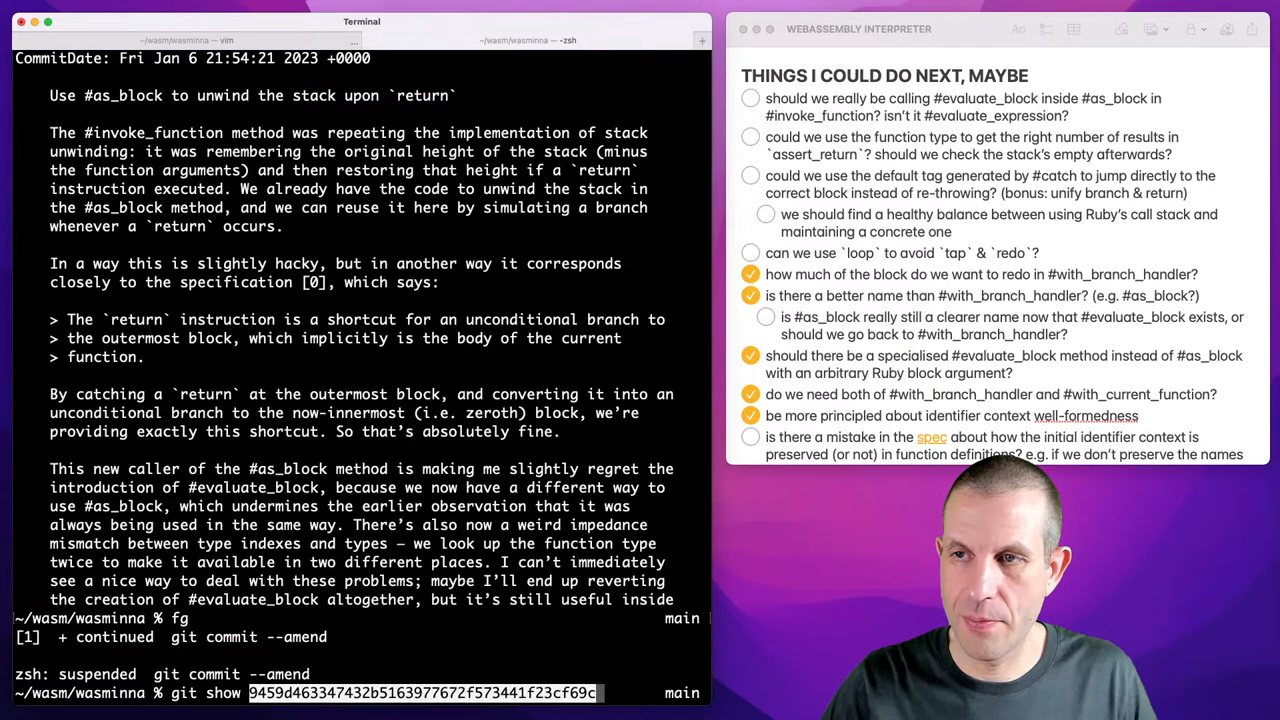 Terminal
~/wasm/wasminna — vim
...
~/wasm/wasminna — -zsh
+
CommitDate: Fri Jan 6 21:54:21 2023 +0000
Use #as_block to unwind the stack upon `return`
The #invoke_function method was repeating the implementation of stack
unwinding: it was remembering the original height of the stack (minus
the function arguments) and then restoring that height if a `return`
instruction executed. We already have the code to unwind the stack in
the #as_block method, and we can reuse it here by simulating a branch
whenever a `return` occurs.
In a way this is slightly hacky, but in another way it corresponds
closely to the specification [0], which says:
> The `return` instruction is a shortcut for an unconditional branch to
> the outermost block, which implicitly is the body of the current
> function.
By catching a `return` at the outermost block, and converting it into an
unconditional branch to the now-innermost (i.e. zeroth) block, we’re
providing exactly this shortcut. So that’s absolutely fine.
This new caller of the #as_block method is making me slightly regret the
introduction of #evaluate_block, because we now have a different way to
use #as_block, which undermines the earlier observation that it was
always being used in the same way. There’s also now a weird impedance
mismatch between type indexes and types — we look up the function type
twice to make it available in two different places. I can’t immediately
see a nice way to deal with these problems; maybe I’ll end up reverting
the creation of #evaluate_block altogether, but it’s still useful inside
~/wasm/wasminna % fg main
[1] + continued git commit --amend
zsh: suspended git commit --amend
~/wasm/wasminna % git show 9459d463347432b5163977672f573441f23cf69c main
WEBASSEMBLY INTERPRETER
Aa
THINGS I COULD DO NEXT, MAYBE
should we really be calling #evaluate_block inside #as_block in
#invoke_function? isn’t it #evaluate_expression?
could we use the function type to get the right number of results in
`assert_return`? should we check the stack’s empty afterwards?
could we use the default tag generated by #catch to jump directly to the
correct block instead of re-throwing? (bonus: unify branch & return)
we should find a healthy balance between using Ruby’s call stack and
maintaining a concrete one
can we use `loop` to avoid `tap` & `redo`?
how much of the block do we want to redo in #with_branch_handler?
is there a better name than #with_branch_handler? (e.g. #as_block?)
is #as_block really still a clearer name now that #evaluate_block exists, or
should we go back to #with_branch_handler?
should there be a specialised #evaluate_block method instead of #as_block
with an arbitrary Ruby block argument?
do we need both of #with_branch_handler and #with_current_function?
be more principled about identifier context well-formedness
is there a mistake in the spec about how the initial identifier context is
preserved (or not) in function definitions? e.g. if we don’t preserve the names